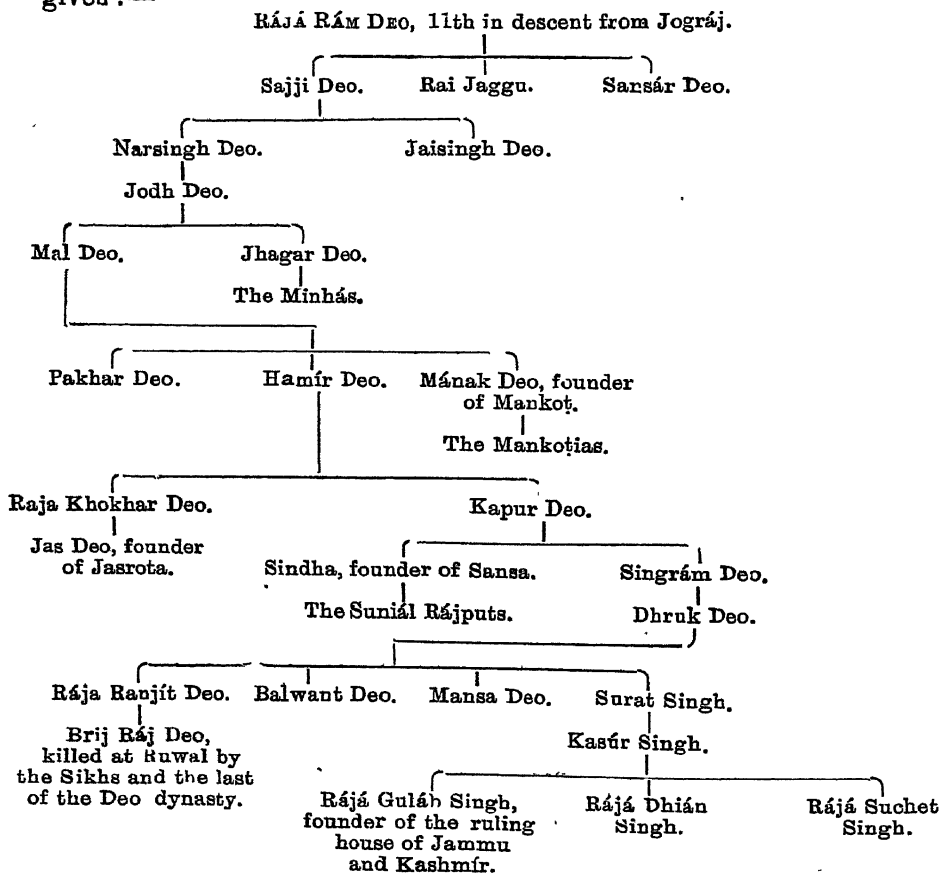 RÁJÁ RÁM DEO, 11th in descent from Jográj.
Sajji Deo. Rai Jaggu. Sansár Deo.
Narsingh Deo. Jaisingh Deo.
Jodh Deo.
Mal Deo. Jhagar Deo.
The Minhás.
Pakhar Deo. Hamír Deo. Mának Deo, founder
of Mankoṭ.
The Mankoṭias.
Raja Khokhar Deo. Kapur Deo.
Jas Deo, founder
of Jasrota.
Sindha, founder of Sansa. Singrám Deo.
The Suniál Rájputs. Dhruk Deo.
Rája Ranjít Deo. Balwant Deo. Mansa Deo. Surat Singh.
Brij Ráj Deo,
killed at Ruwal by
the Sikhs and the last
of the Deo dynasty.
Kasúr Singh.
Rájá Guláb Singh,
founder of the ruling
house of Jammu
and Kashmír.
Rájá Dhián
Singh.
Rájá Suchet
Singh.